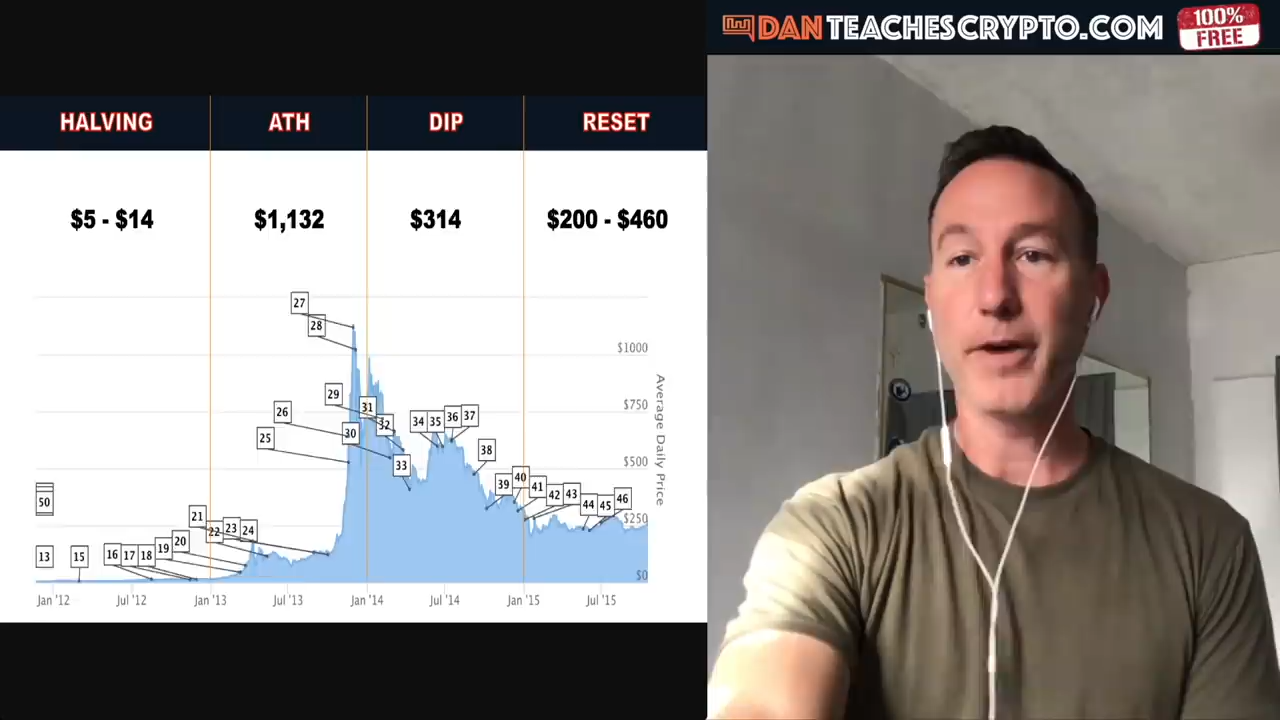 DANTEACHESCRYPTO.COM
100%
FREE
HALVING ATH DIP RESET
$5 - $14 $1,132 $314 $200 - $460
27
28
$1000
29
26
31
$750
32
34 35 36 37
25
30
38
33
$500
50
39 40 41 42 43 44 45 46
21
22 23 24
$250
13 15 16 17 18 19 20
$0
Jan '12 Jul '12 Jan '13 Jul '13 Jan '14 Jul '14 Jan '15 Jul '15
Average Daily Price